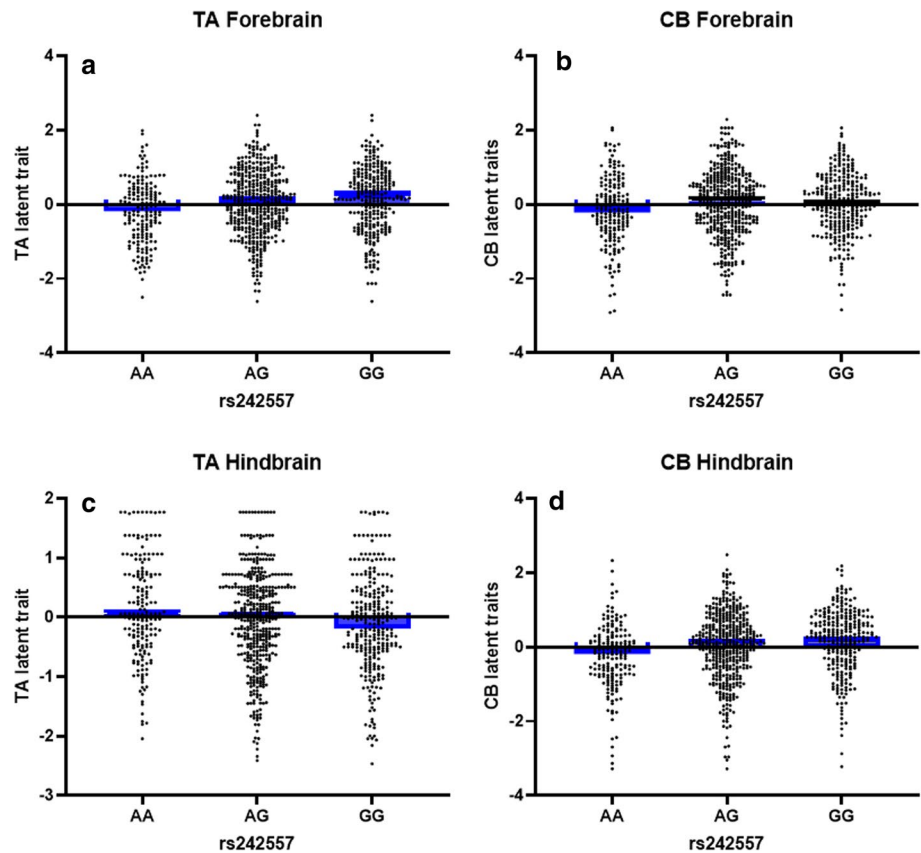 TA Forebrain
a
TA latent trait
4
2
0
-2
-4
AA AG GG
rs242557
CB Forebrain
b
CB latent traits
4
2
0
-2
-4
AA AG GG
rs242557
TA Hindbrain
c
TA latent trait
2
1
0
-1
-2
-3
AA AG GG
rs242557
CB Hindbrain
d
CB latent traits
4
2
0
-2
-4
AA AG GG
rs242557